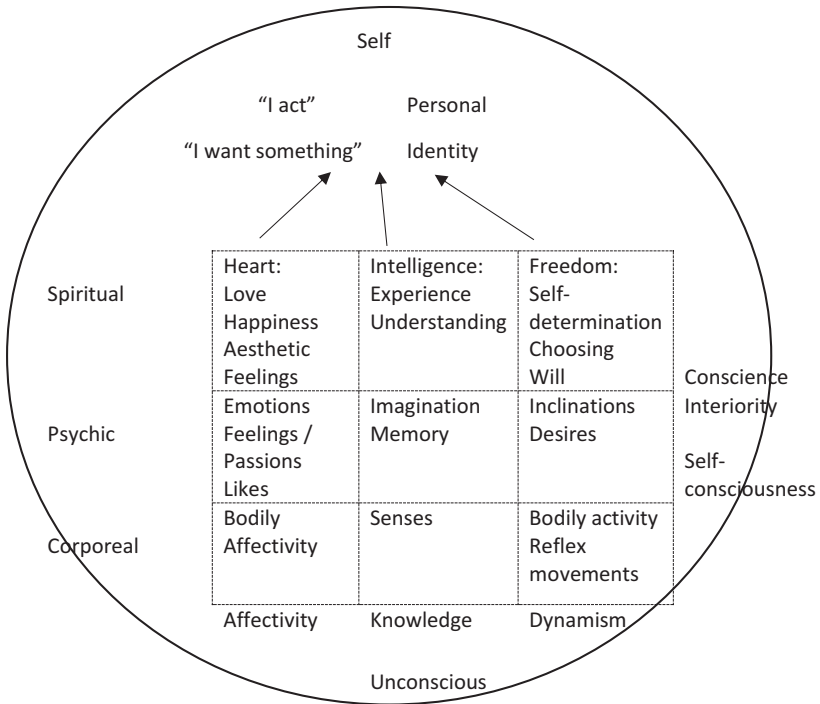 Self
“I act” Personal
“I want something” Identity
Spiritual
Heart:
Love
Happiness
Aesthetic
Feelings
Intelligence:
Experience
Understanding
Freedom:
Self-
determination
Choosing
Will
Conscience
Interiority
Self-
consciousness
Psychic
Emotions
Feelings /
Passions
Likes
Imagination
Memory
Inclinations
Desires
Corporeal
Bodily
Affectivity
Senses
Bodily activity
Reflex
movements
Affectivity Knowledge Dynamism
Unconscious